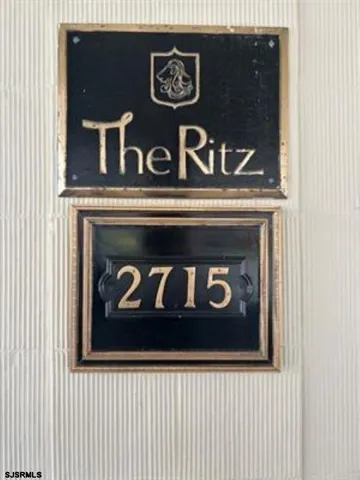 The Ritz
2715
SJSRMLS